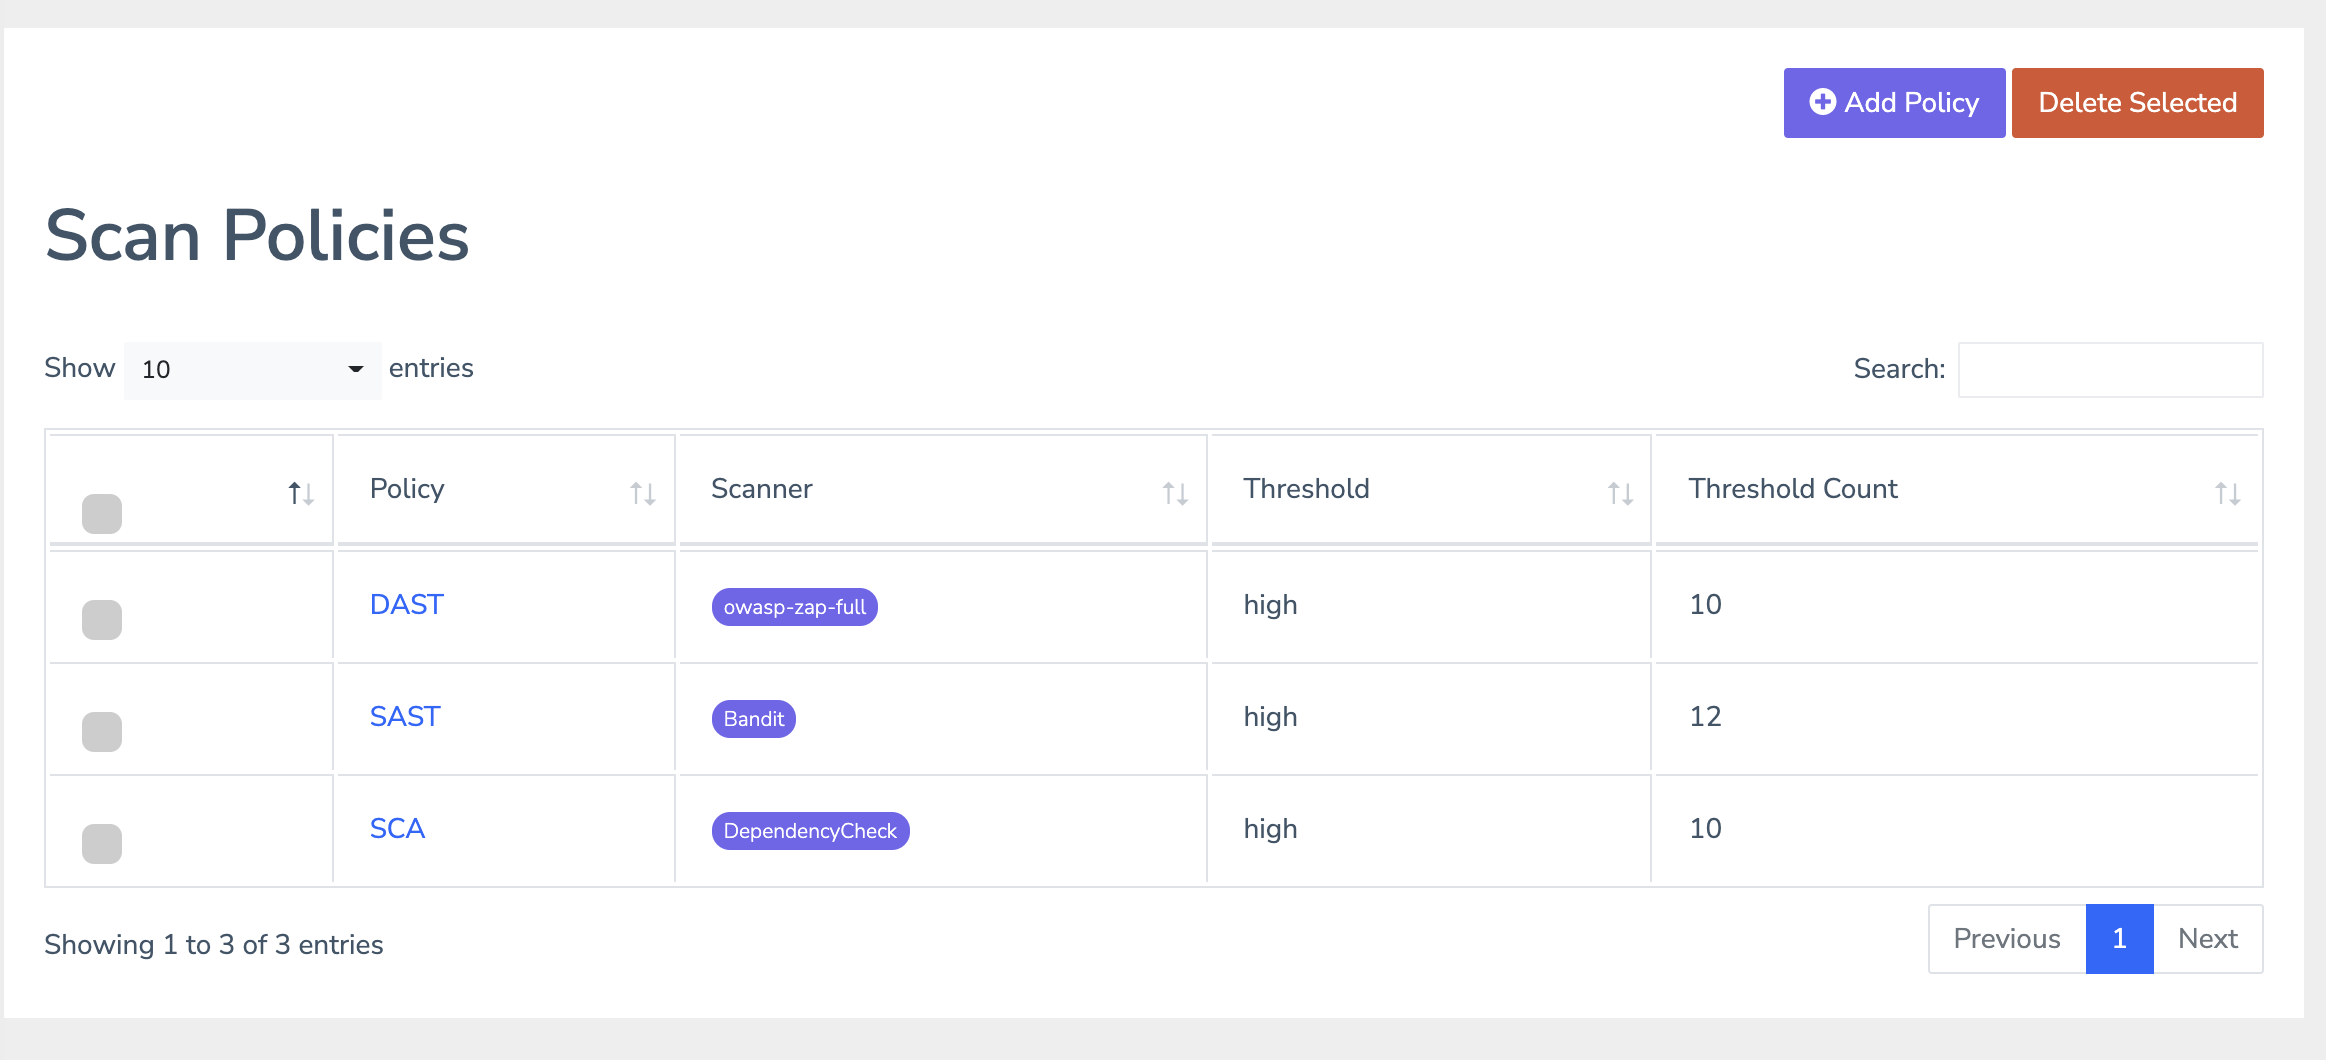 Add Policy Delete Selected
Scan Policies
Show 10 entries Search:
Policy Scanner Threshold Threshold Count
DAST owasp-zap-full high 10
SAST Bandit high 12
SCA DependencyCheck high 10
Showing 1 to 3 of 3 entries Previous 1 Next